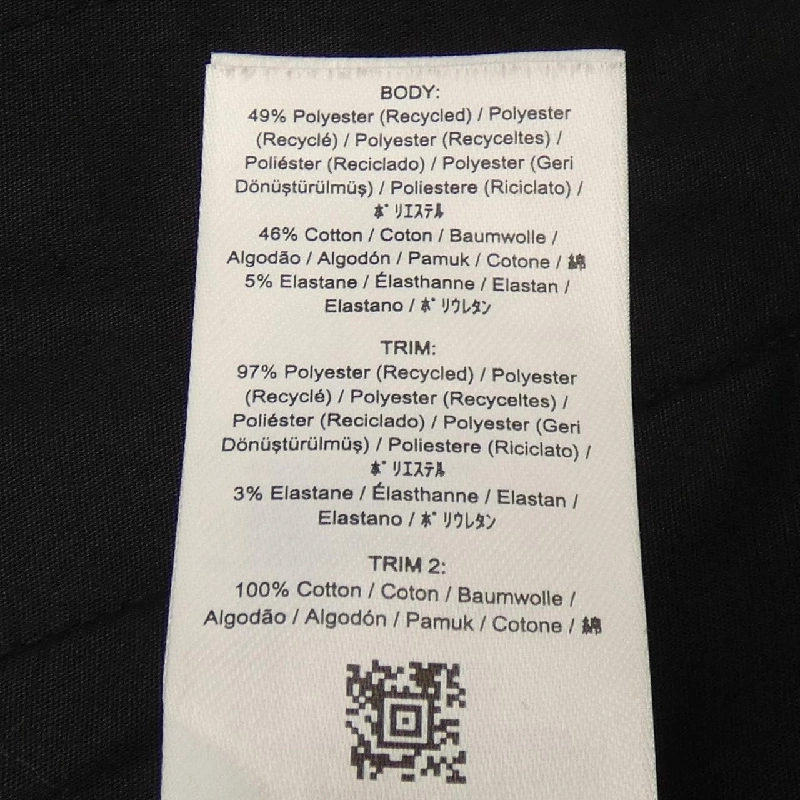 BODY:
49% Polyester (Recycled) / Polyester
(Recyclé) / Polyester (Recyceltes) /
Poliéster (Reciclado) / Polyester (Geri
Dönüştürülmüş) / Poliestere (Riciclato) /
ポリエステル
46% Cotton / Coton / Baumwolle /
Algodão / Algodón / Pamuk / Cotone / 綿
5% Elastane / Élasthanne / Elastan /
Elastano / ポリウレタン
TRIM:
97% Polyester (Recycled) / Polyester
(Recyclé) / Polyester (Recyceltes) /
Poliéster (Reciclado) / Polyester (Geri
Dönüştürülmüş) / Poliestere (Riciclato) /
ポリエステル
3% Elastane / Élasthanne / Elastan /
Elastano / ポリウレタン
TRIM 2:
100% Cotton / Coton / Baumwolle /
Algodão / Algodón / Pamuk / Cotone / 綿